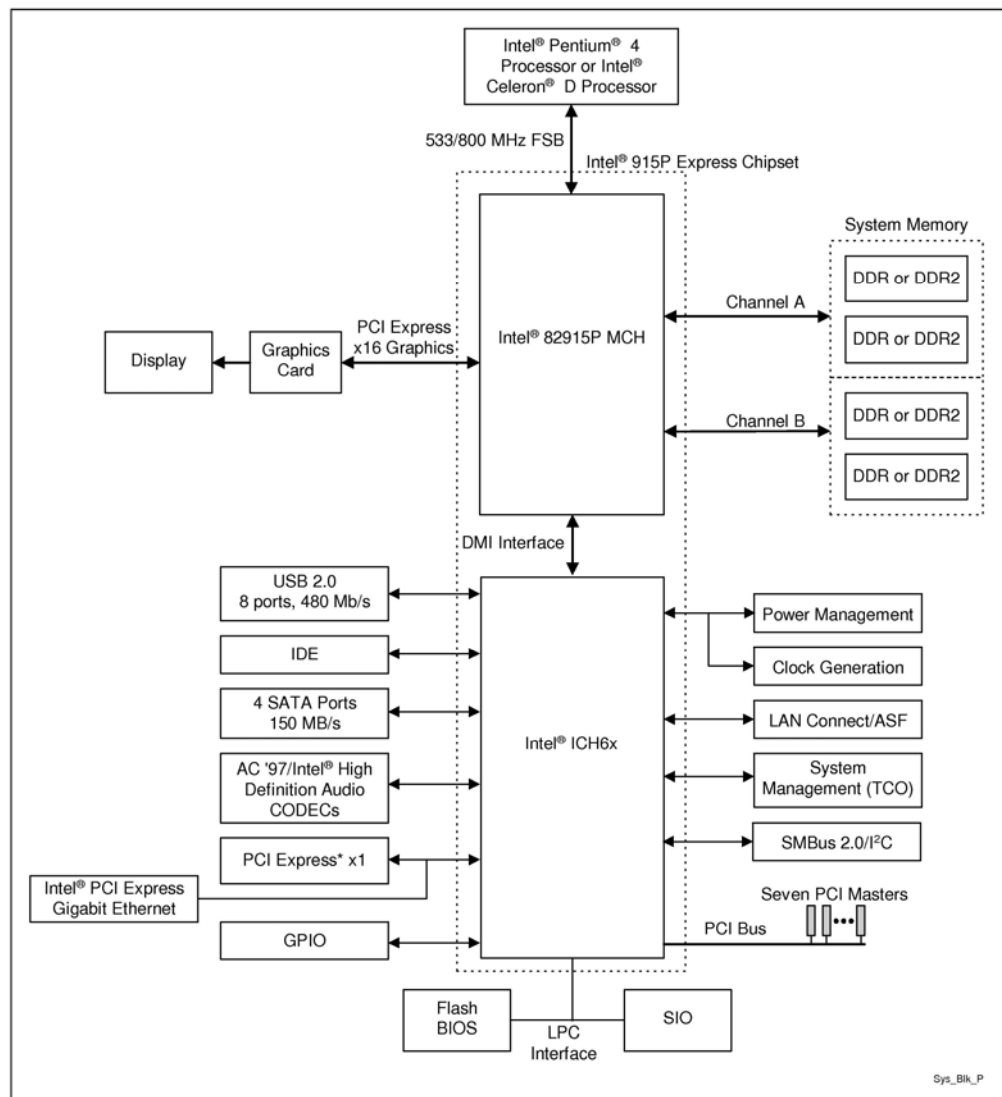 Intel® Pentium® 4
Processor or Intel®
Celeron® D Processor
533/800 MHz FSB
Intel® 915P Express Chipset
System Memory
DDR or DDR2
Channel A
DDR or DDR2
Intel® 82915P MCH
PCI Express
x16 Graphics
Graphics
Card
Display
DDR or DDR2
Channel B
DDR or DDR2
DMI Interface
USB 2.0
8 ports, 480 Mb/s
Power Management
IDE
Clock Generation
4 SATA Ports
150 MB/s
LAN Connect/ASF
Intel® ICH6x
AC '97/Intel® High
Definition Audio
CODECs
System
Management (TCO)
PCI Express* x1
SMBus 2.0/I²C
Intel® PCI Express
Gigabit Ethernet
Seven PCI Masters
PCI Bus
GPIO
Flash
BIOS
LPC
Interface
SIO
Sys_Blk_P